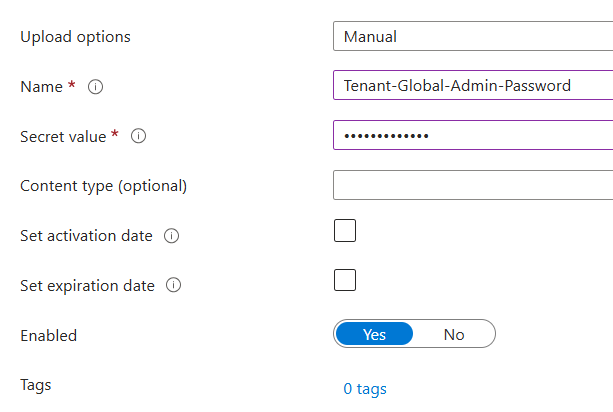 Upload options Manual
Name * Tenant-Global-Admin-Password
Secret value * •••••••••••••
Content type (optional)
Set activation date
Set expiration date
Enabled Yes No
Tags 0 tags